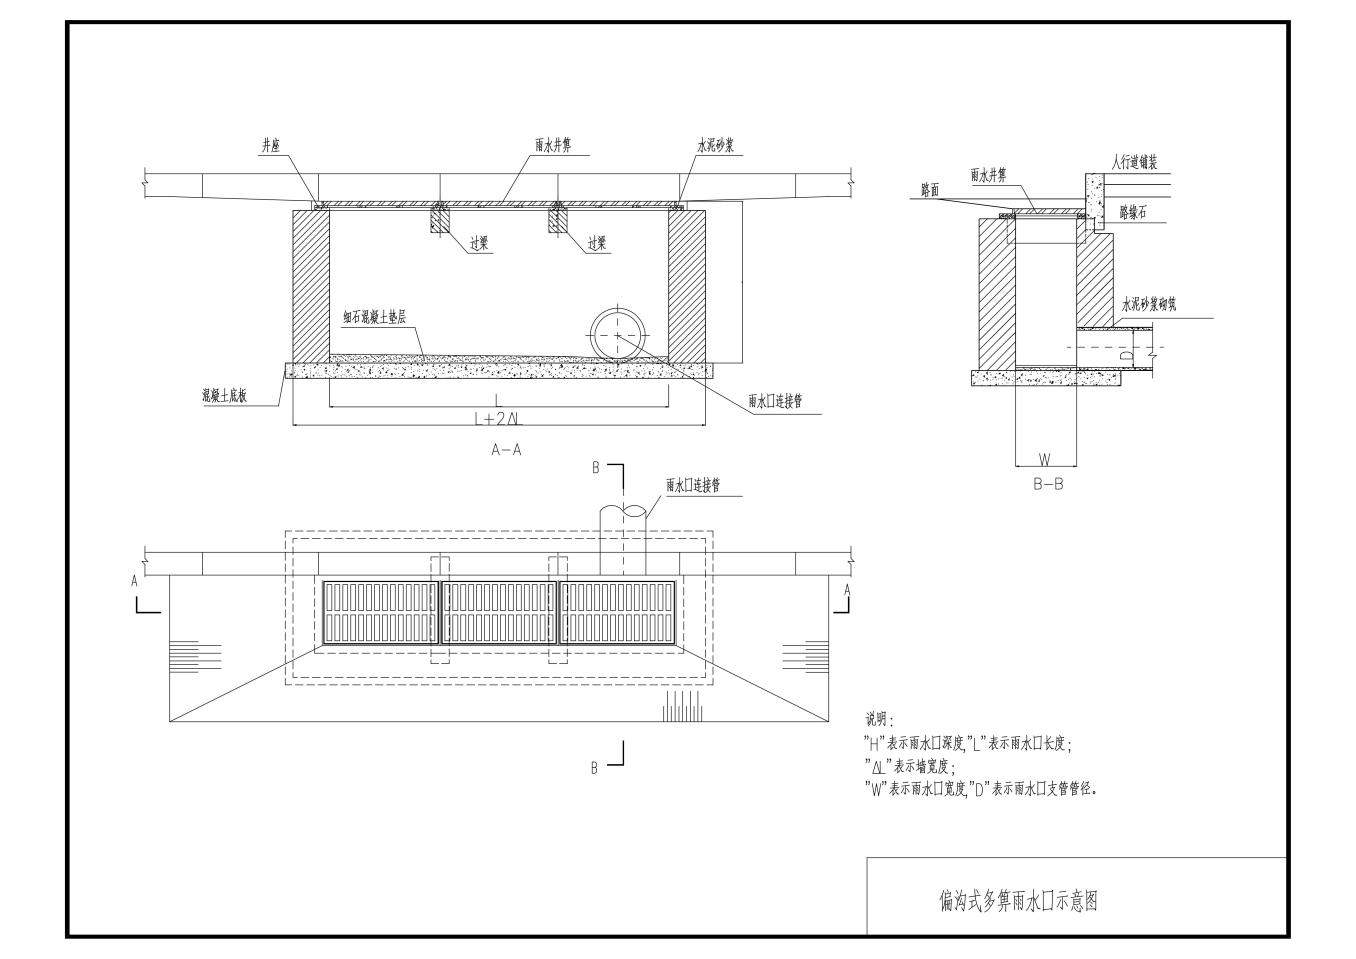 井座
雨水井箅
水泥砂浆
过梁
过梁
细石混凝土垫层
混凝土底板
雨水口连接管
L
L+2ΔL
A-A
人行道铺装
雨水井箅
路面
路缘石
水泥砂浆砌筑
D
W
B-B
B
雨水口连接管
A
A
B
说明：
"H"表示雨水口深度,"L"表示雨水口长度；
"ΔL"表示墙宽度；
"W"表示雨水口宽度,"D"表示雨水口支管管径。
偏沟式多箅雨水口示意图